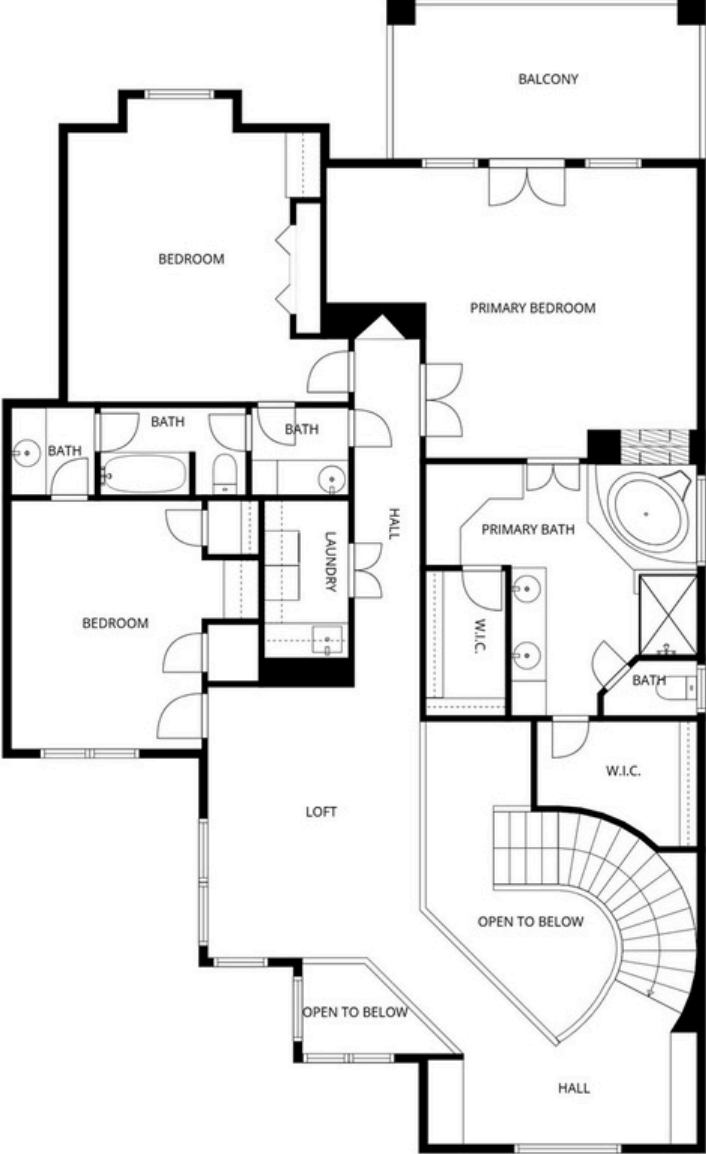 BALCONY
BEDROOM
PRIMARY BEDROOM
BATH
BATH
BATH
HALL
PRIMARY BATH
LAUNDRY
BEDROOM
W.I.C.
BATH
W.I.C.
LOFT
OPEN TO BELOW
OPEN TO BELOW
HALL